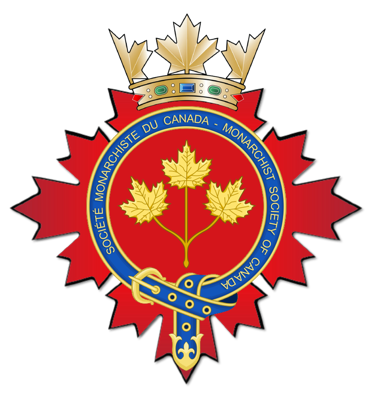 SOCIÉTÉ MONARCHISTE DU CANADA - MONARCHIST SOCIETY OF CANADA